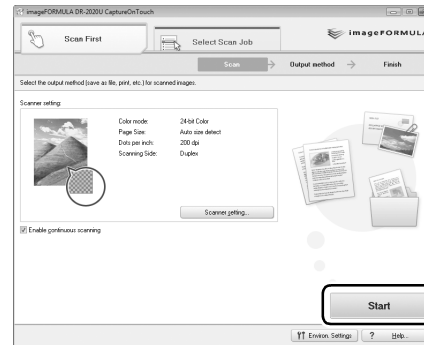 imageFORMULA DR-2020U CaptureOnTouch
Scan First
Select Scan Job
imageFORMULA
Scan
Output method
Finish
Select the output method (save as file, print, etc.) for scanned images.
Scanner setting:
Color mode: 24-bit Color
Page Size: Auto size detect
Dots per inch: 200 dpi
Scanning Side: Duplex
Scanner setting...
Enable continuous scanning
Start
Environ. Settings
? Help...